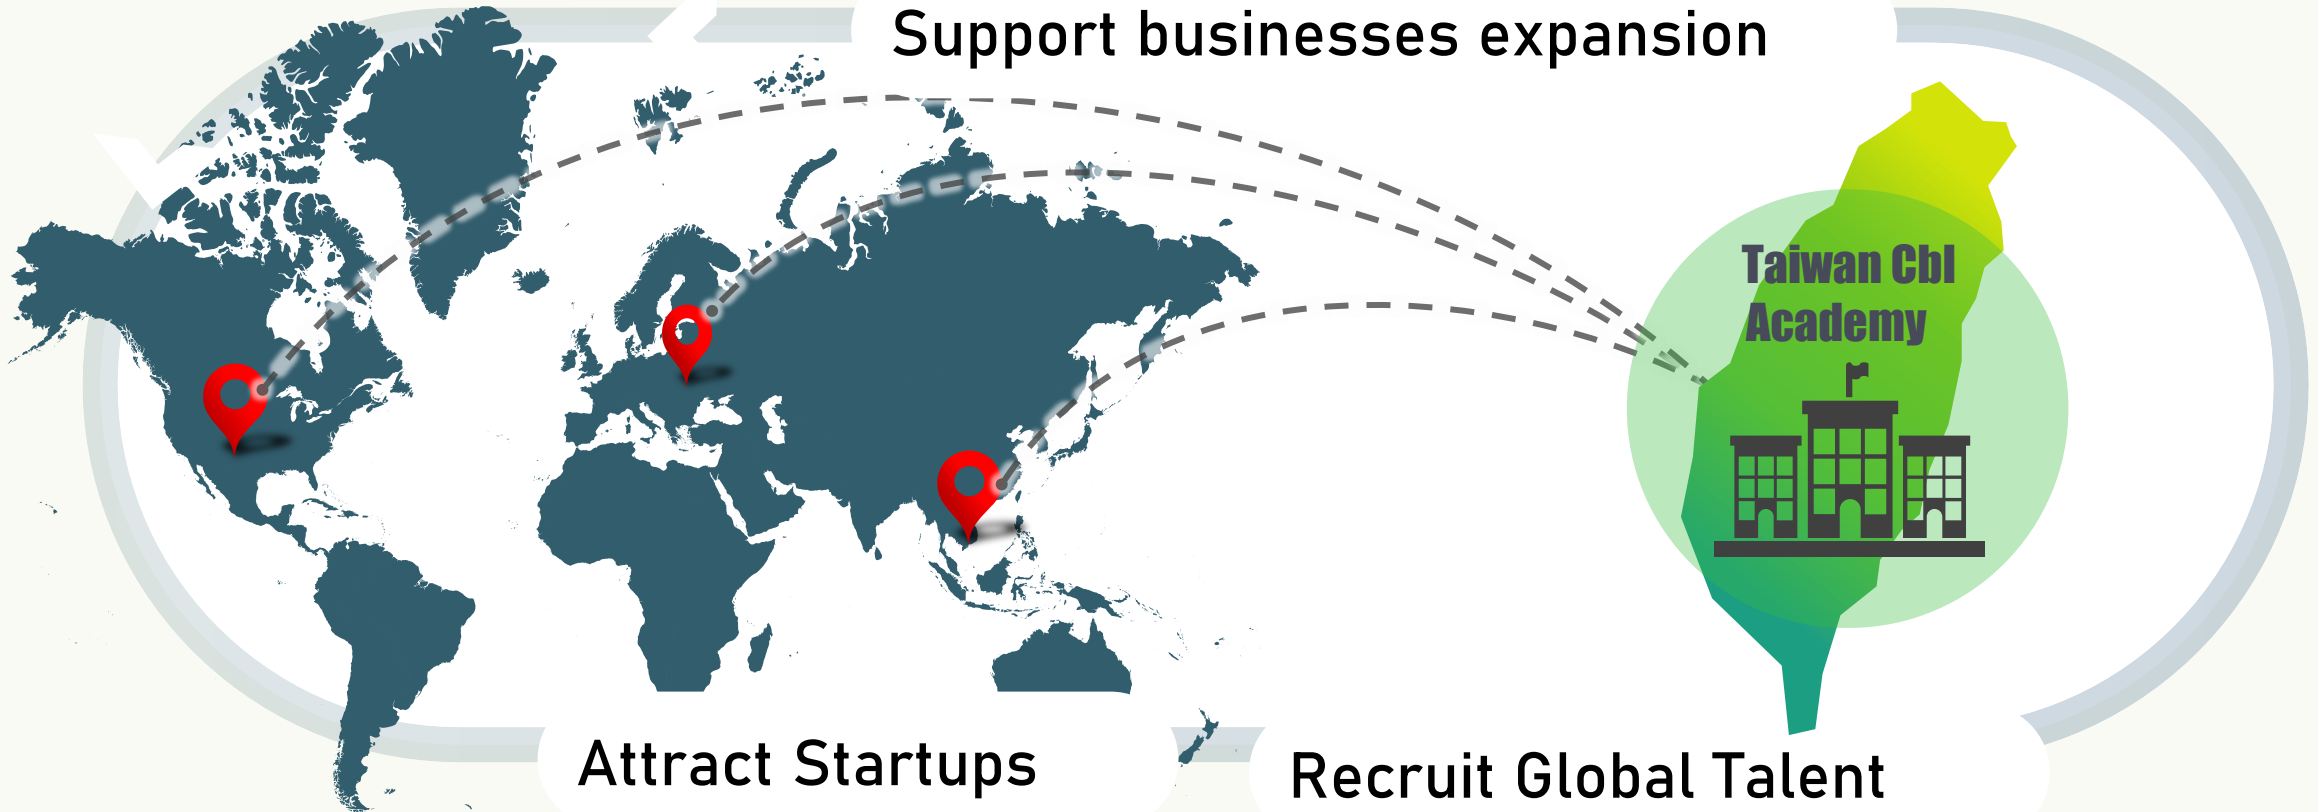 Support businesses expansion
Taiwan Cbl
Academy
Attract Startups
Recruit Global Talent